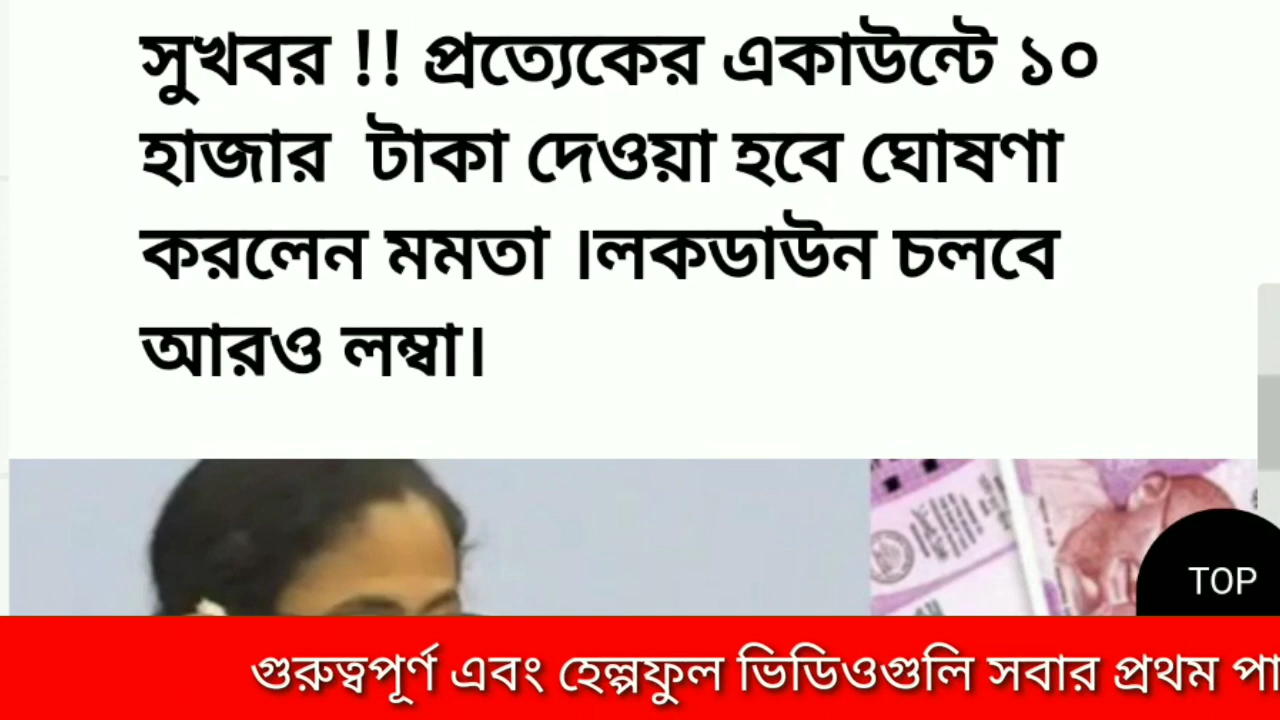 সুখবর !! প্রত্যেকের একাউন্টে ১০
হাজার টাকা দেওয়া হবে ঘোষণা
করলেন মমতা ।লকডাউন চলবে
আরও লম্বা।
TOP
গুরুত্বপূর্ণ এবং হেল্পফুল ভিডিওগুলি সবার প্রথম পা